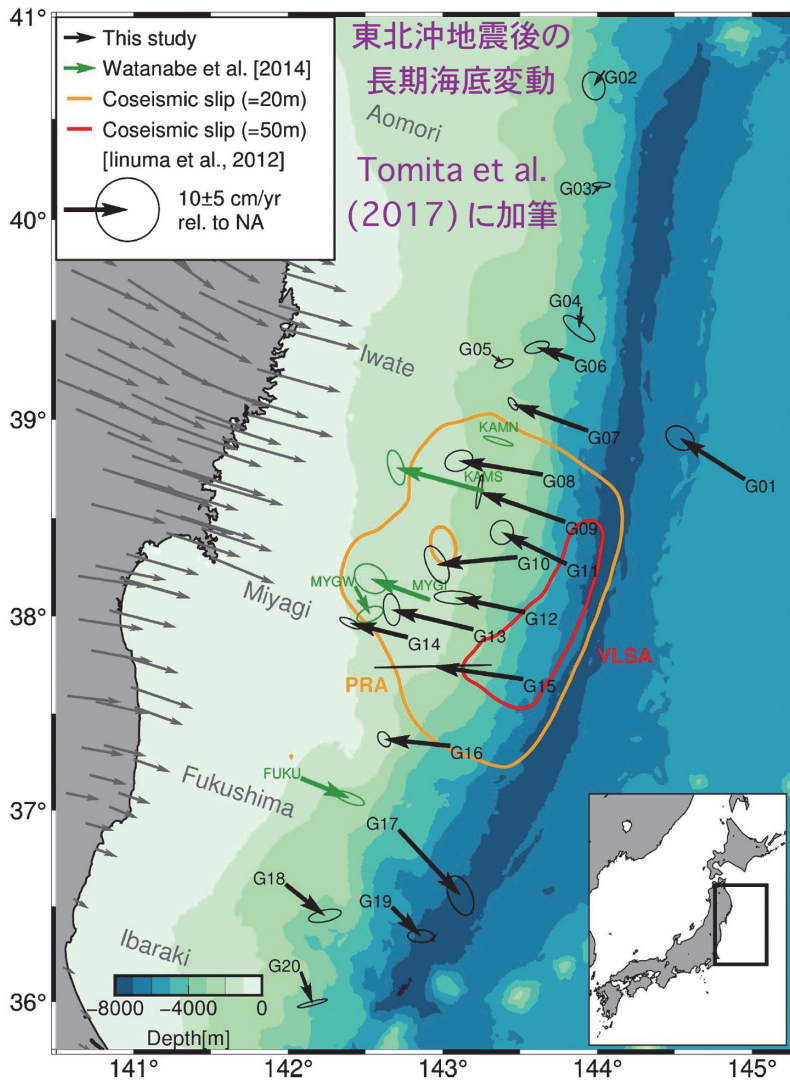 41°
This study
Watanabe et al. [2014]
Coseismic slip (=20m)
Coseismic slip (=50m)
[Iinuma et al., 2012]
10±5 cm/yr
rel. to NA
東北沖地震後の
長期海底変動
Tomita et al.
(2017) に加筆
Aomori
G02
G03
40°
G04
G05
G06
Iwate
39°
KAMN
G07
G08
KAMS
G01
G09
G10
G11
MYGW
MYGI
Miyagi
38°
G12
G13
G14
VLSA
PRA
G15
G16
FUKU
Fukushima
37°
G17
G18
G19
Ibaraki
G20
36°
−8000
−4000
0
Depth[m]
141°
142°
143°
144°
145°